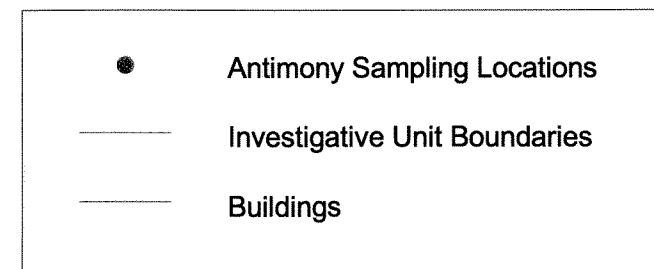 Antimony Sampling Locations
Investigative Unit Boundaries
Buildings